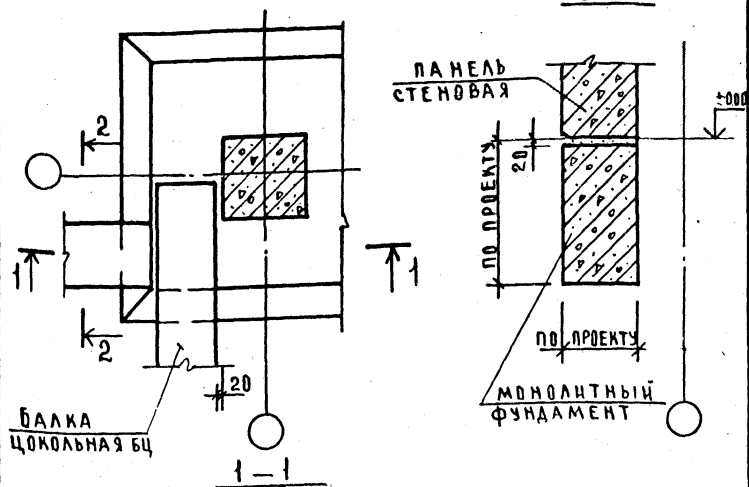 2
1
1
2
20
БАЛКА
ЦОКОЛЬНАЯ БЦ
1-1
ПАНЕЛЬ
СТЕНОВАЯ
±000
20
ПО ПРОЕКТУ
ПО ПРОЕКТУ
МОНОЛИТНЫЙ
ФУНДАМЕНТ